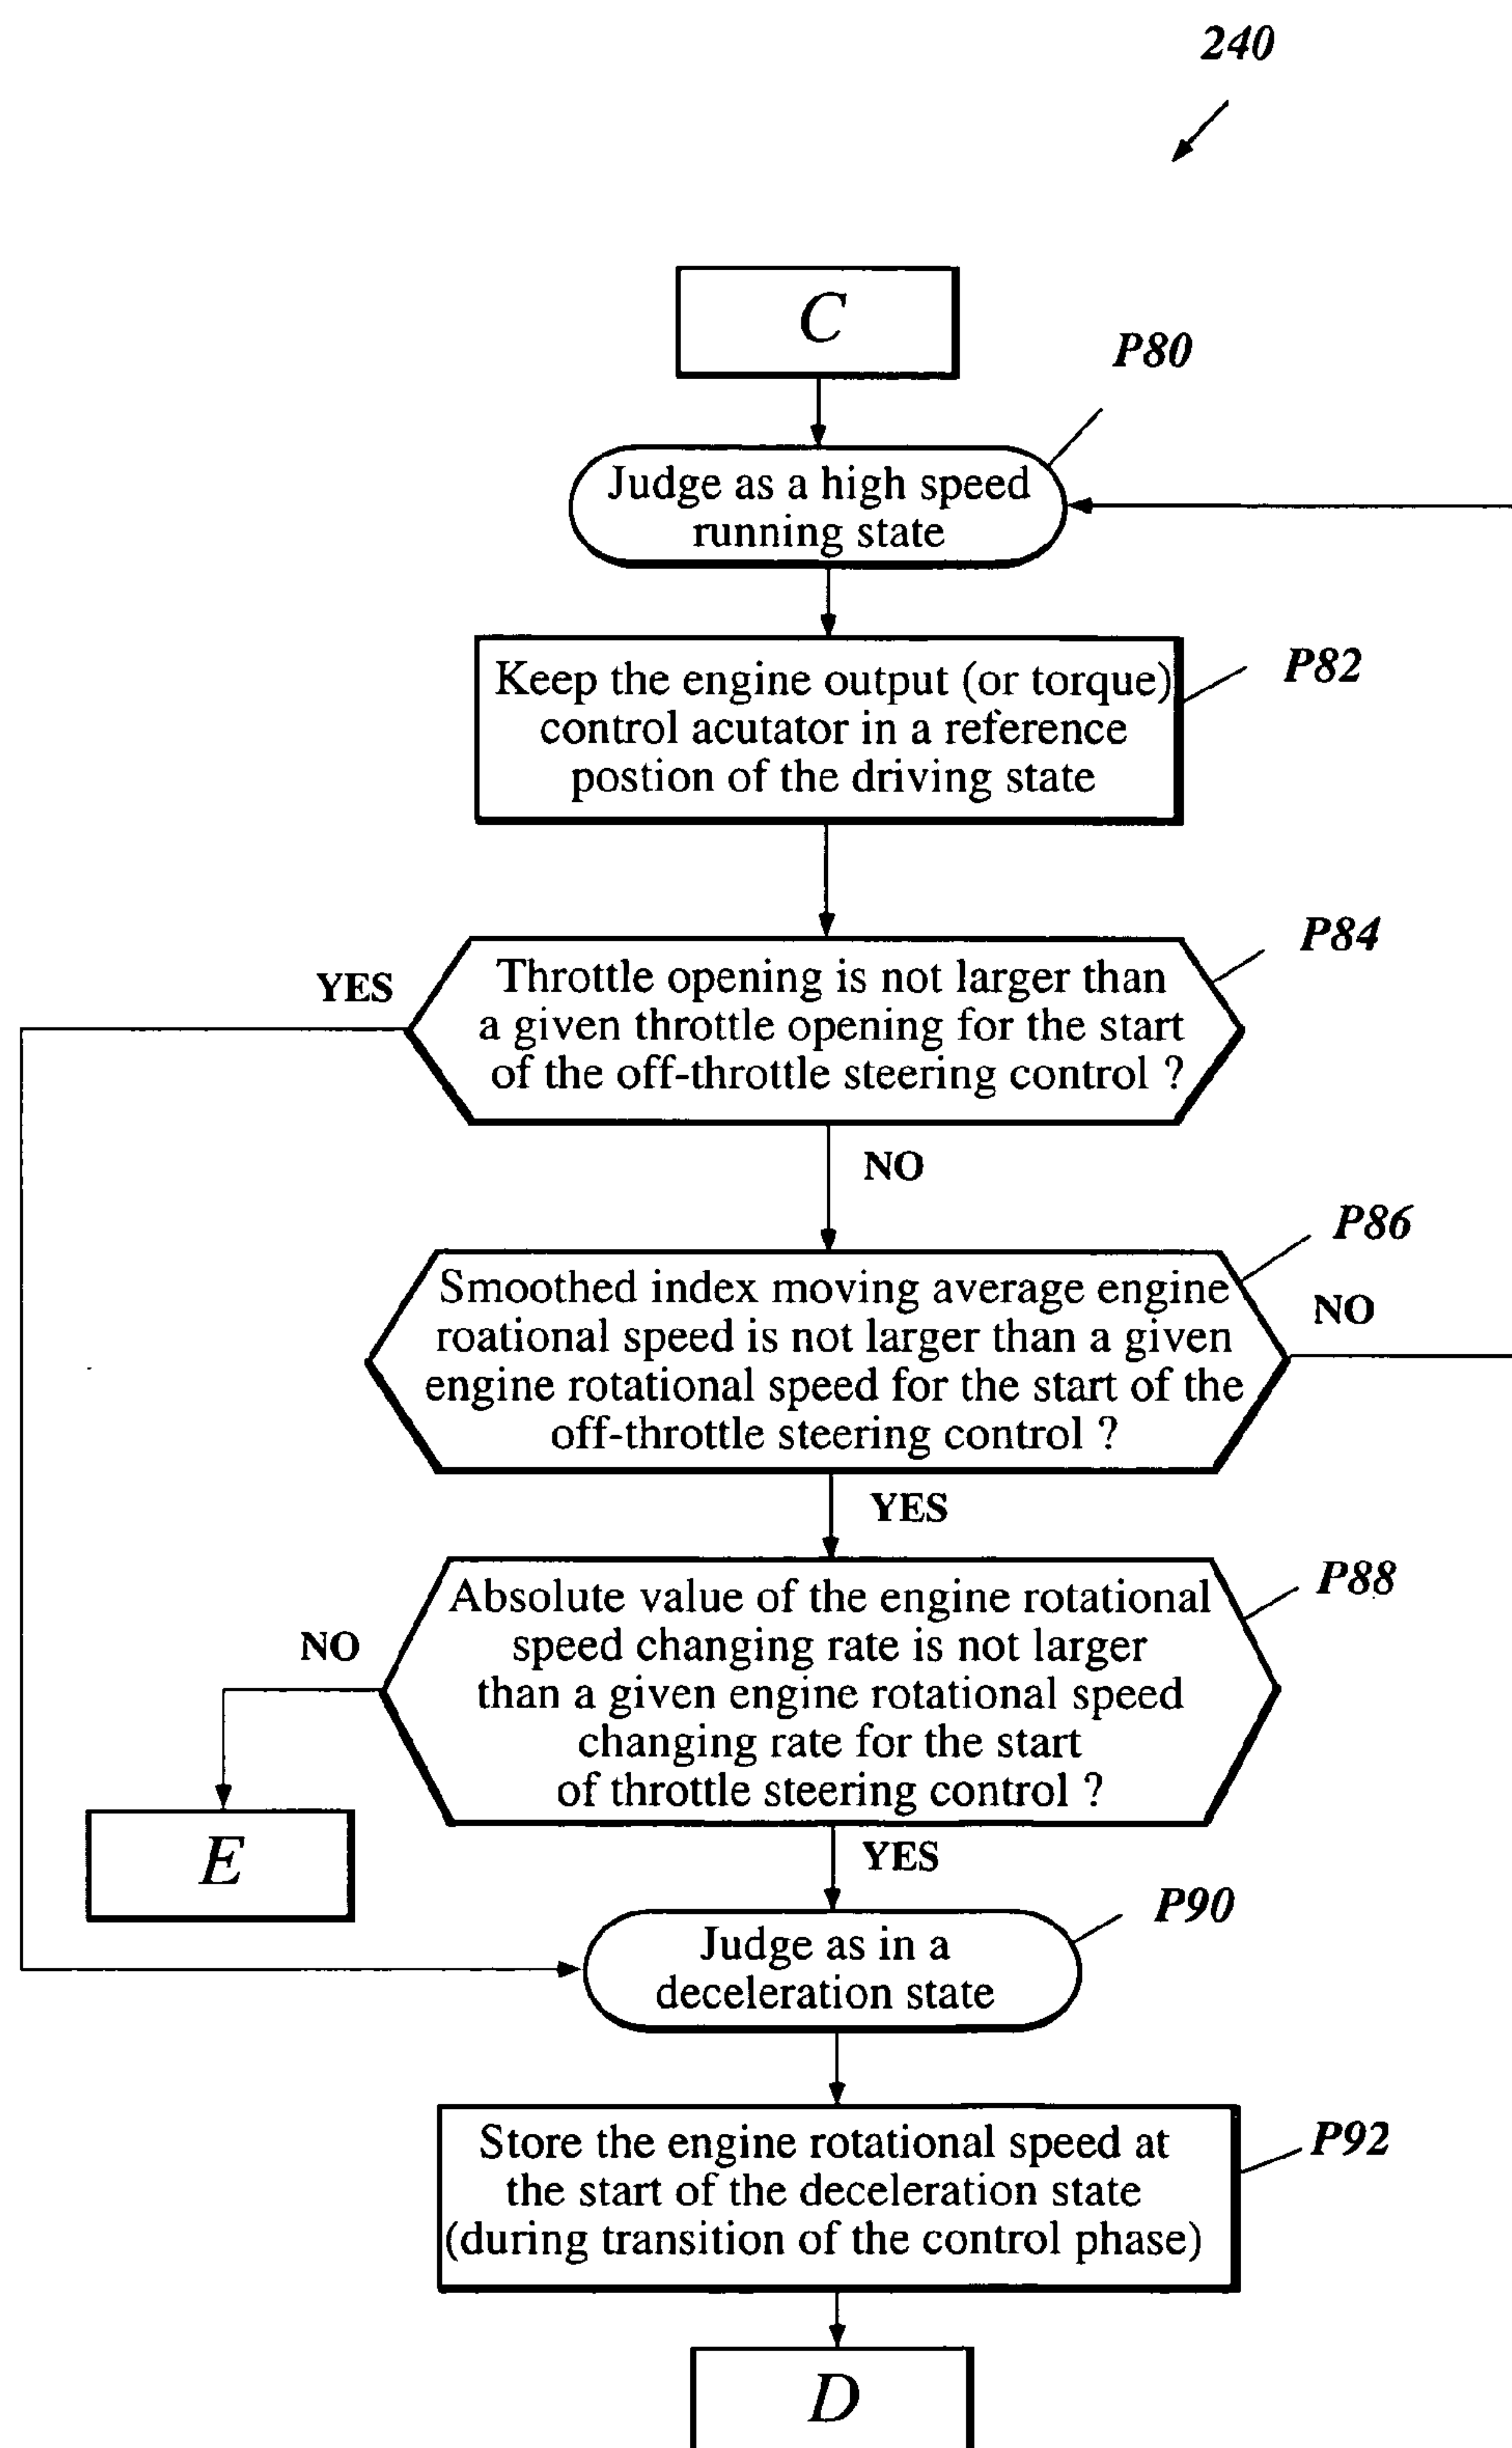 240
C
P80
Judge as a high speed
running state
Keep the engine output (or torque)
control acutator in a reference
postion of the driving state
P82
P84
YES
Throttle opening is not larger than
a given throttle opening for the start
of the off-throttle steering control ?
NO
P86
Smoothed index moving average engine
roational speed is not larger than a given
engine rotational speed for the start of the
off-throttle steering control ?
NO
YES
P88
Absolute value of the engine rotational
speed changing rate is not larger
than a given engine rotational speed
changing rate for the start
of throttle steering control ?
NO
E
YES
P90
Judge as in a
deceleration state
P92
Store the engine rotational speed at
the start of the deceleration state
(during transition of the control phase)
D